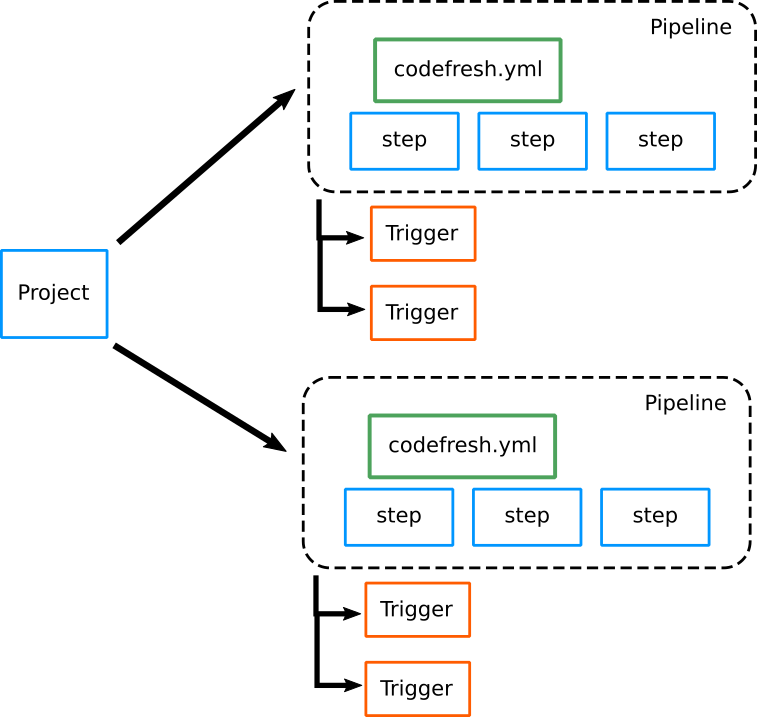 Pipeline
codefresh.yml
step step step
Trigger
Project
Trigger
Pipeline
codefresh.yml
step step step
Trigger
Trigger